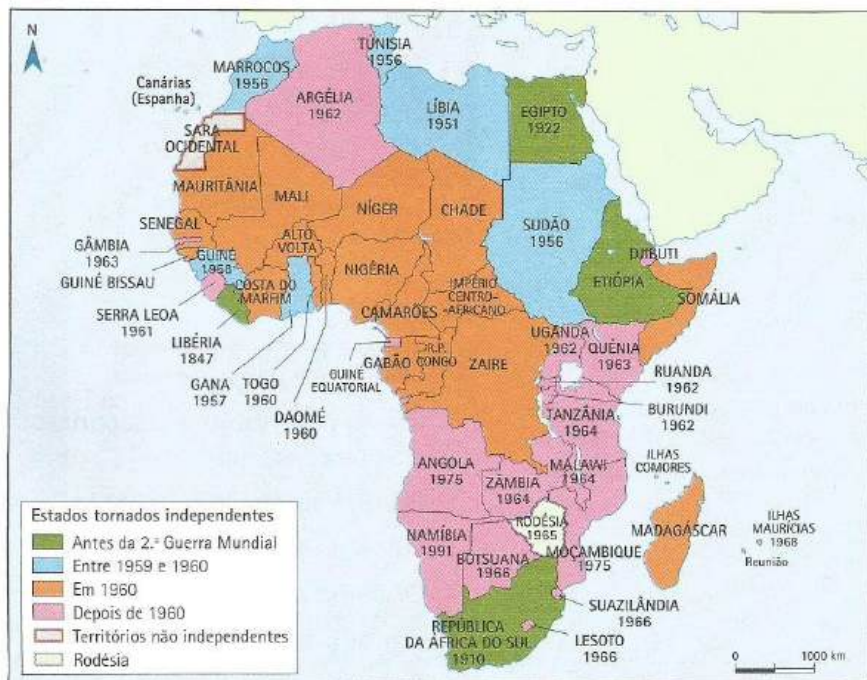 N
TUNISIA
1956
MARROCOS
1956
Canárias
(Espanha)
ARGÉLIA
1962
LÍBIA
1951
EGIPTO
1922
SARA
OCIDENTAL
MAURITÂNIA
MALI
NÍGER
CHADE
SUDÃO
1956
SENEGAL
GÂMBIA
1963
GUINÉ BISSAU
GUINÉ
1958
ALTO
VOLTA
NIGÉRIA
DJIBUTI
ETIÓPIA
SOMÁLIA
SERRA LEOA
1961
COSTA DO
MARFIM
LIBÉRIA
1847
GANA
1957
TOGO
1960
DAOMÉ
1960
CAMARÕES
IMPÉRIO
CENTRO-
AFRICANO
GUINÉ
EQUATORIAL
GABÃO
R.P.
CONGO
ZAIRE
UGANDA
1962
QUÉNIA
1963
RUANDA
1962
BURUNDI
1962
TANZÂNIA
1964
ANGOLA
1975
ZÂMBIA
1964
MALAWI
1964
ILHAS
COMORES
RODÉSIA
1965
NAMÍBIA
1991
BOTSUANA
1966
MOÇAMBIQUE
1975
MADAGÁSCAR
ILHAS
MAURÍCIAS
1968
Reunião
SUAZILÂNDIA
1966
REPÚBLICA
DA ÁFRICA DO SUL
1910
LESOTO
1966
Estados tornados independentes
Antes da 2.ª Guerra Mundial
Entre 1959 e 1960
Em 1960
Depois de 1960
Territórios não independentes
Rodésia
0 1000 km